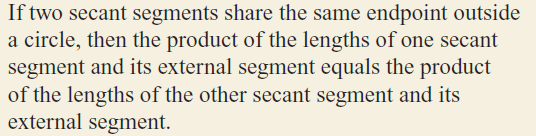 If two secant segments share the same endpoint outside
a circle, then the product of the lengths of one secant
segment and its external segment equals the product
of the lengths of the other secant segment and its
external segment.